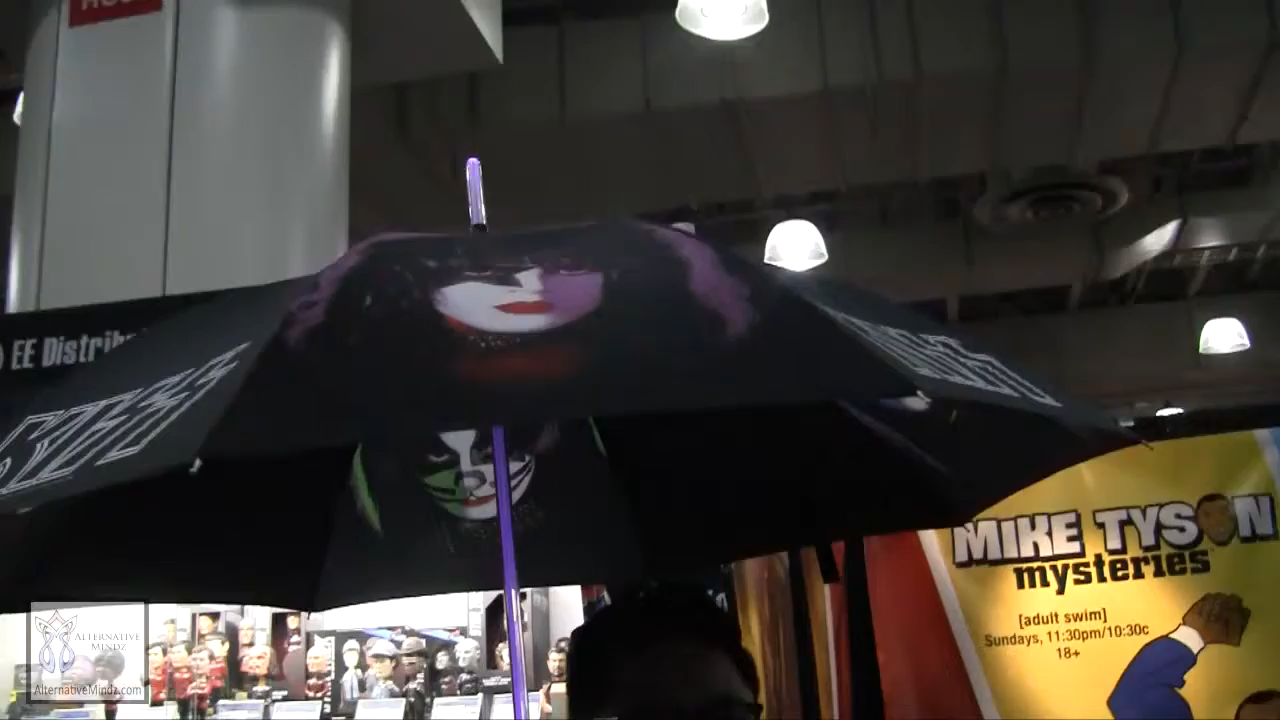 EE Distrib
MIKE TYSON
mysteries
[adult swim]
Sundays, 11:30pm/10:30c
18+
ALTERNATIVE
MINDZ
AlternativeMindz.com